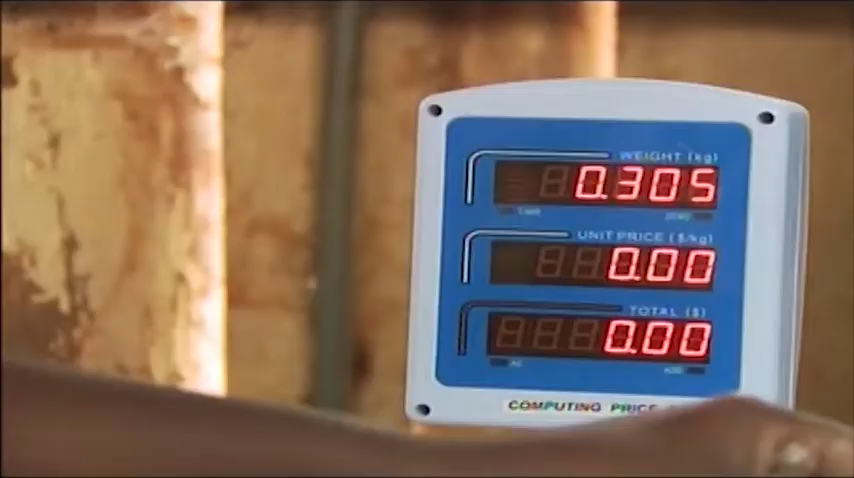 WEIGHT (kg)
0.305
UNIT PRICE ($/kg)
0.00
TOTAL ($)
0.00
COMPUTING PRICE